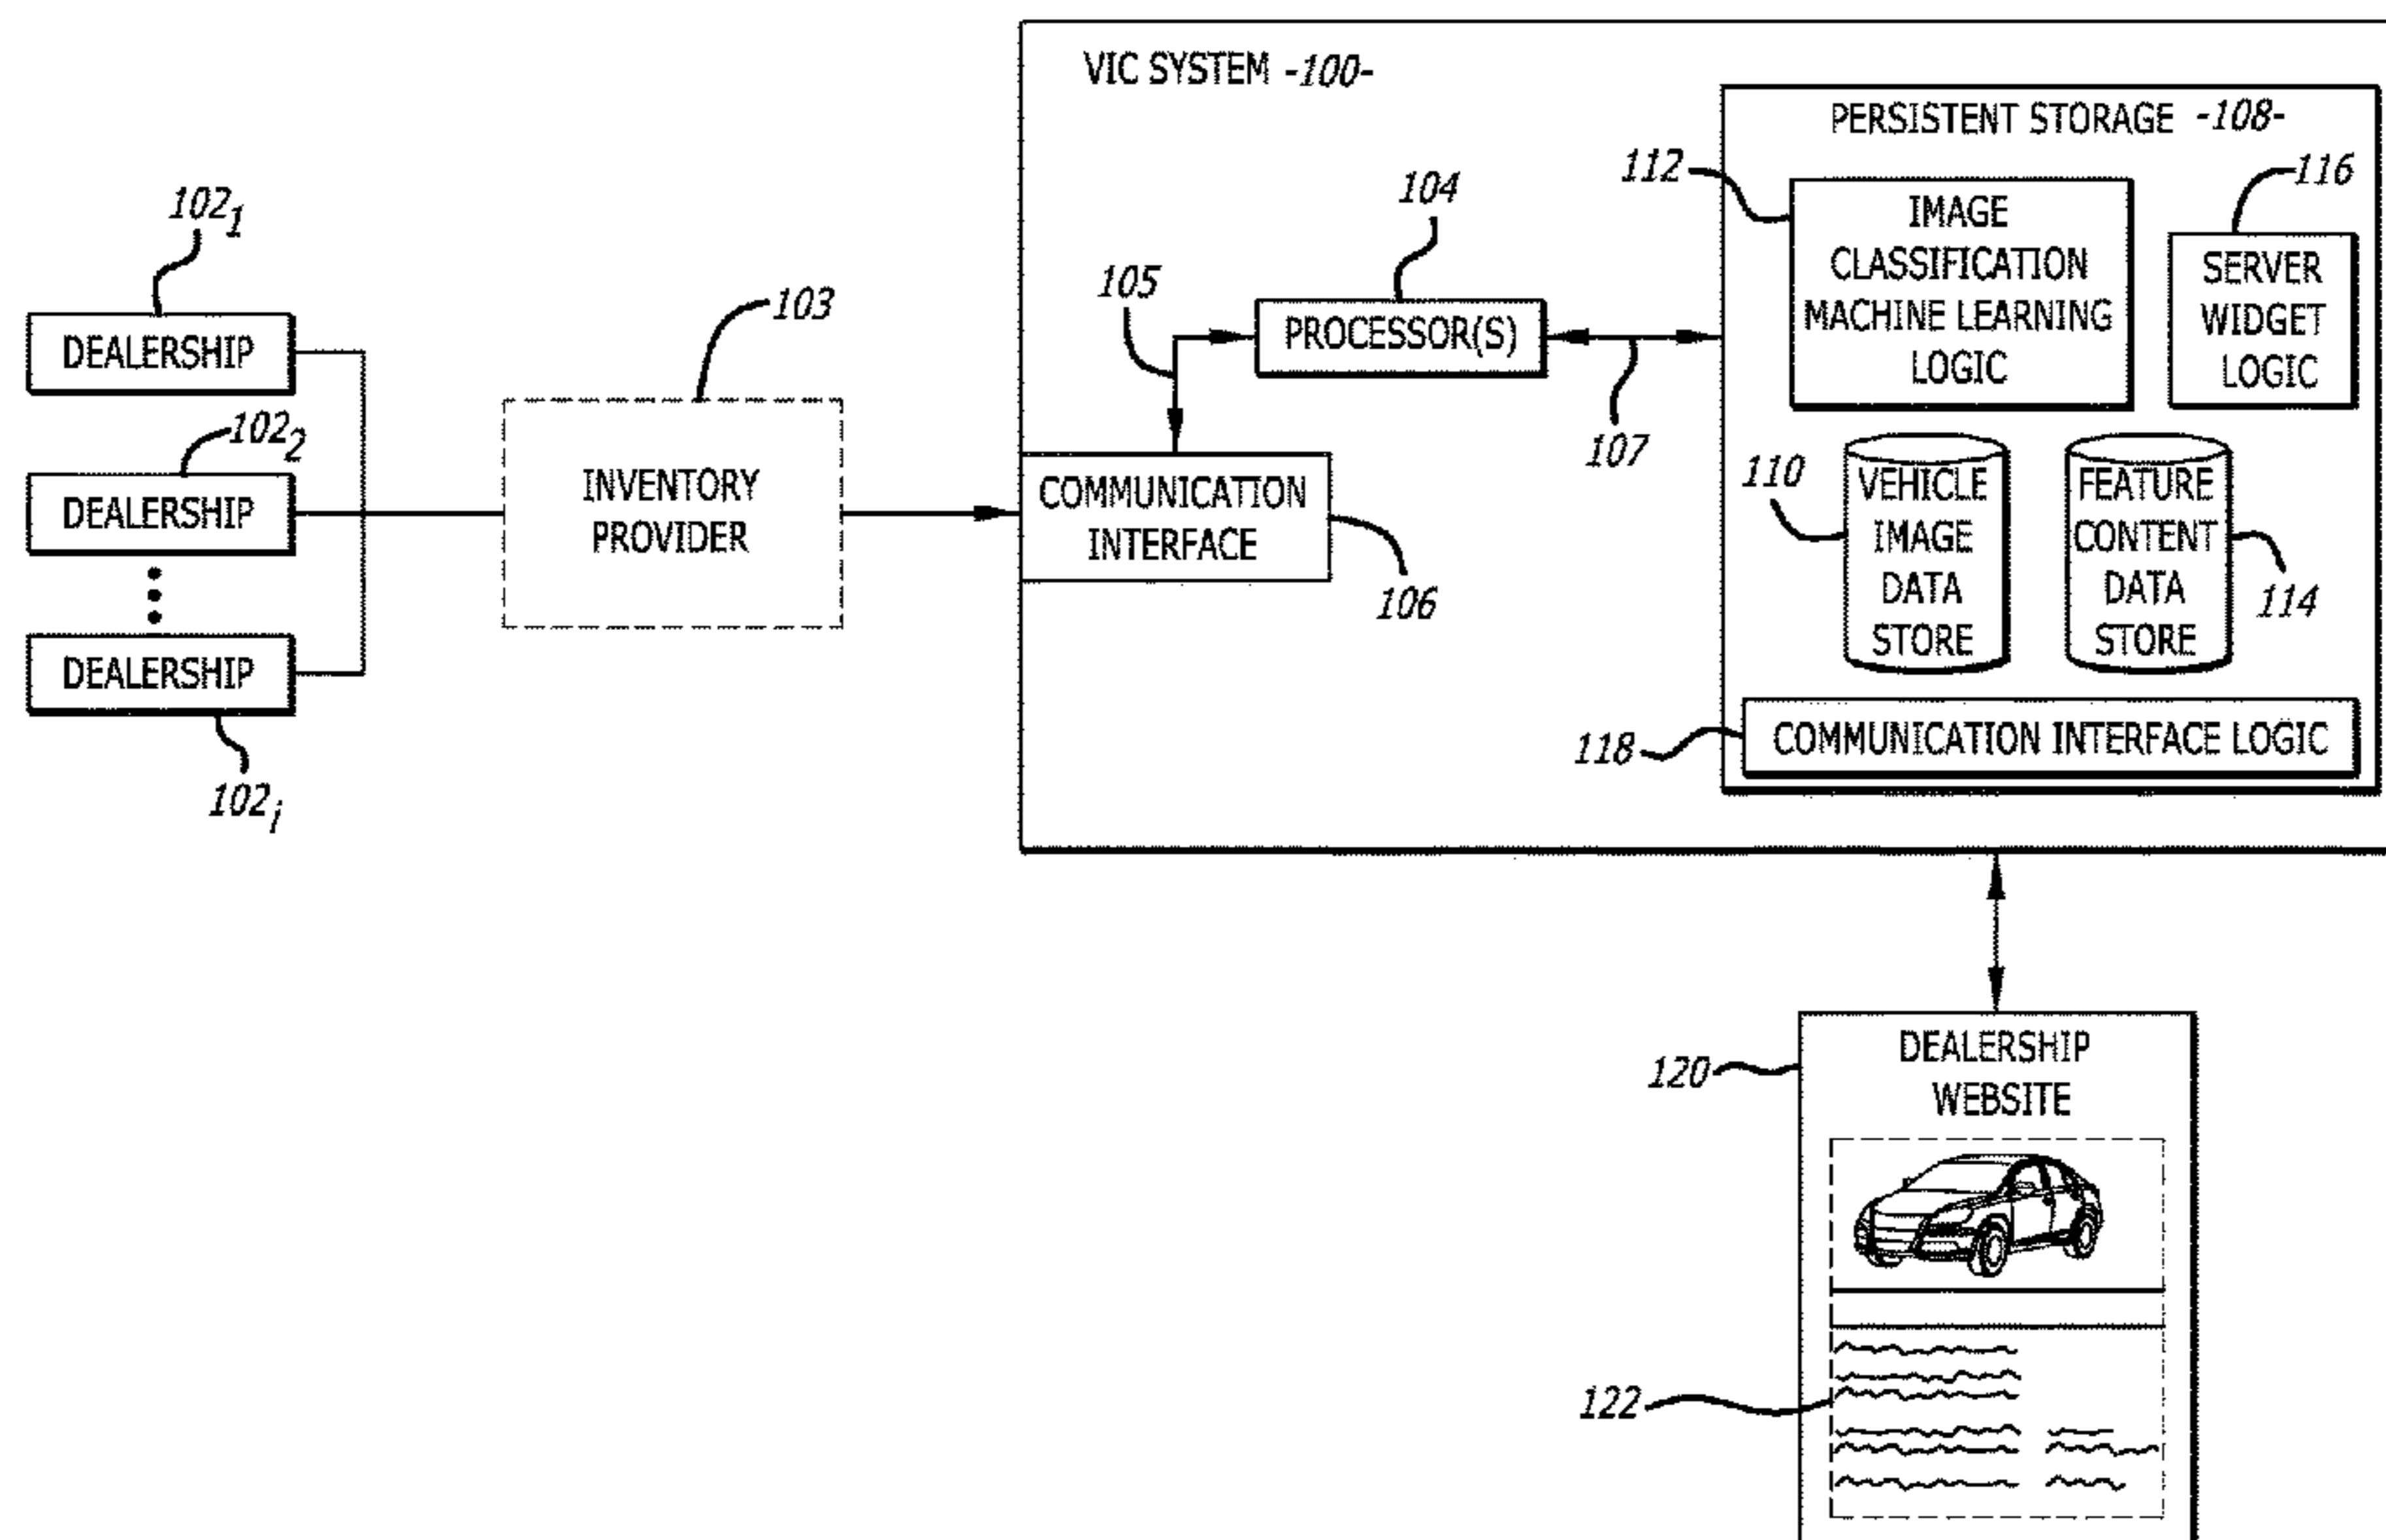 VIC SYSTEM -100-
PERSISTENT STORAGE -108-
112
IMAGE
CLASSIFICATION
MACHINE LEARNING
LOGIC
116
SERVER
WIDGET
LOGIC
102₁
DEALERSHIP
102₂
DEALERSHIP
DEALERSHIP
102ᵢ
103
INVENTORY
PROVIDER
104
PROCESSOR(S)
105
107
COMMUNICATION
INTERFACE
106
110
VEHICLE
IMAGE
DATA
STORE
FEATURE
CONTENT
DATA
STORE
114
118
COMMUNICATION INTERFACE LOGIC
120
DEALERSHIP
WEBSITE
122